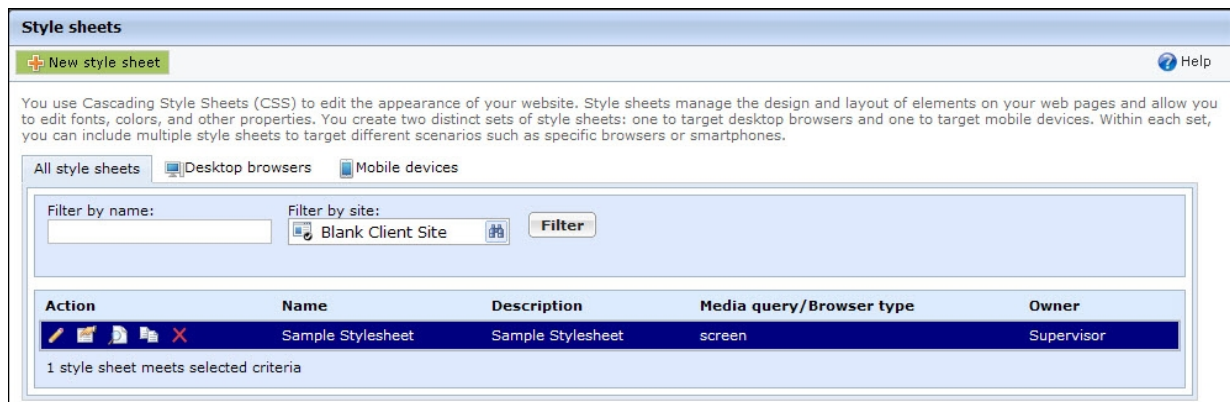 Style sheets
New style sheet Help
You use Cascading Style Sheets (CSS) to edit the appearance of your website. Style sheets manage the design and layout of elements on your web pages and allow you
to edit fonts, colors, and other properties. You create two distinct sets of style sheets: one to target desktop browsers and one to target mobile devices. Within each set,
you can include multiple style sheets to target different scenarios such as specific browsers or smartphones.
All style sheets Desktop browsers Mobile devices
Filter by name: Filter by site:
Blank Client Site Filter
Action Name Description Media query/Browser type Owner
Sample Stylesheet Sample Stylesheet screen Supervisor
1 style sheet meets selected criteria